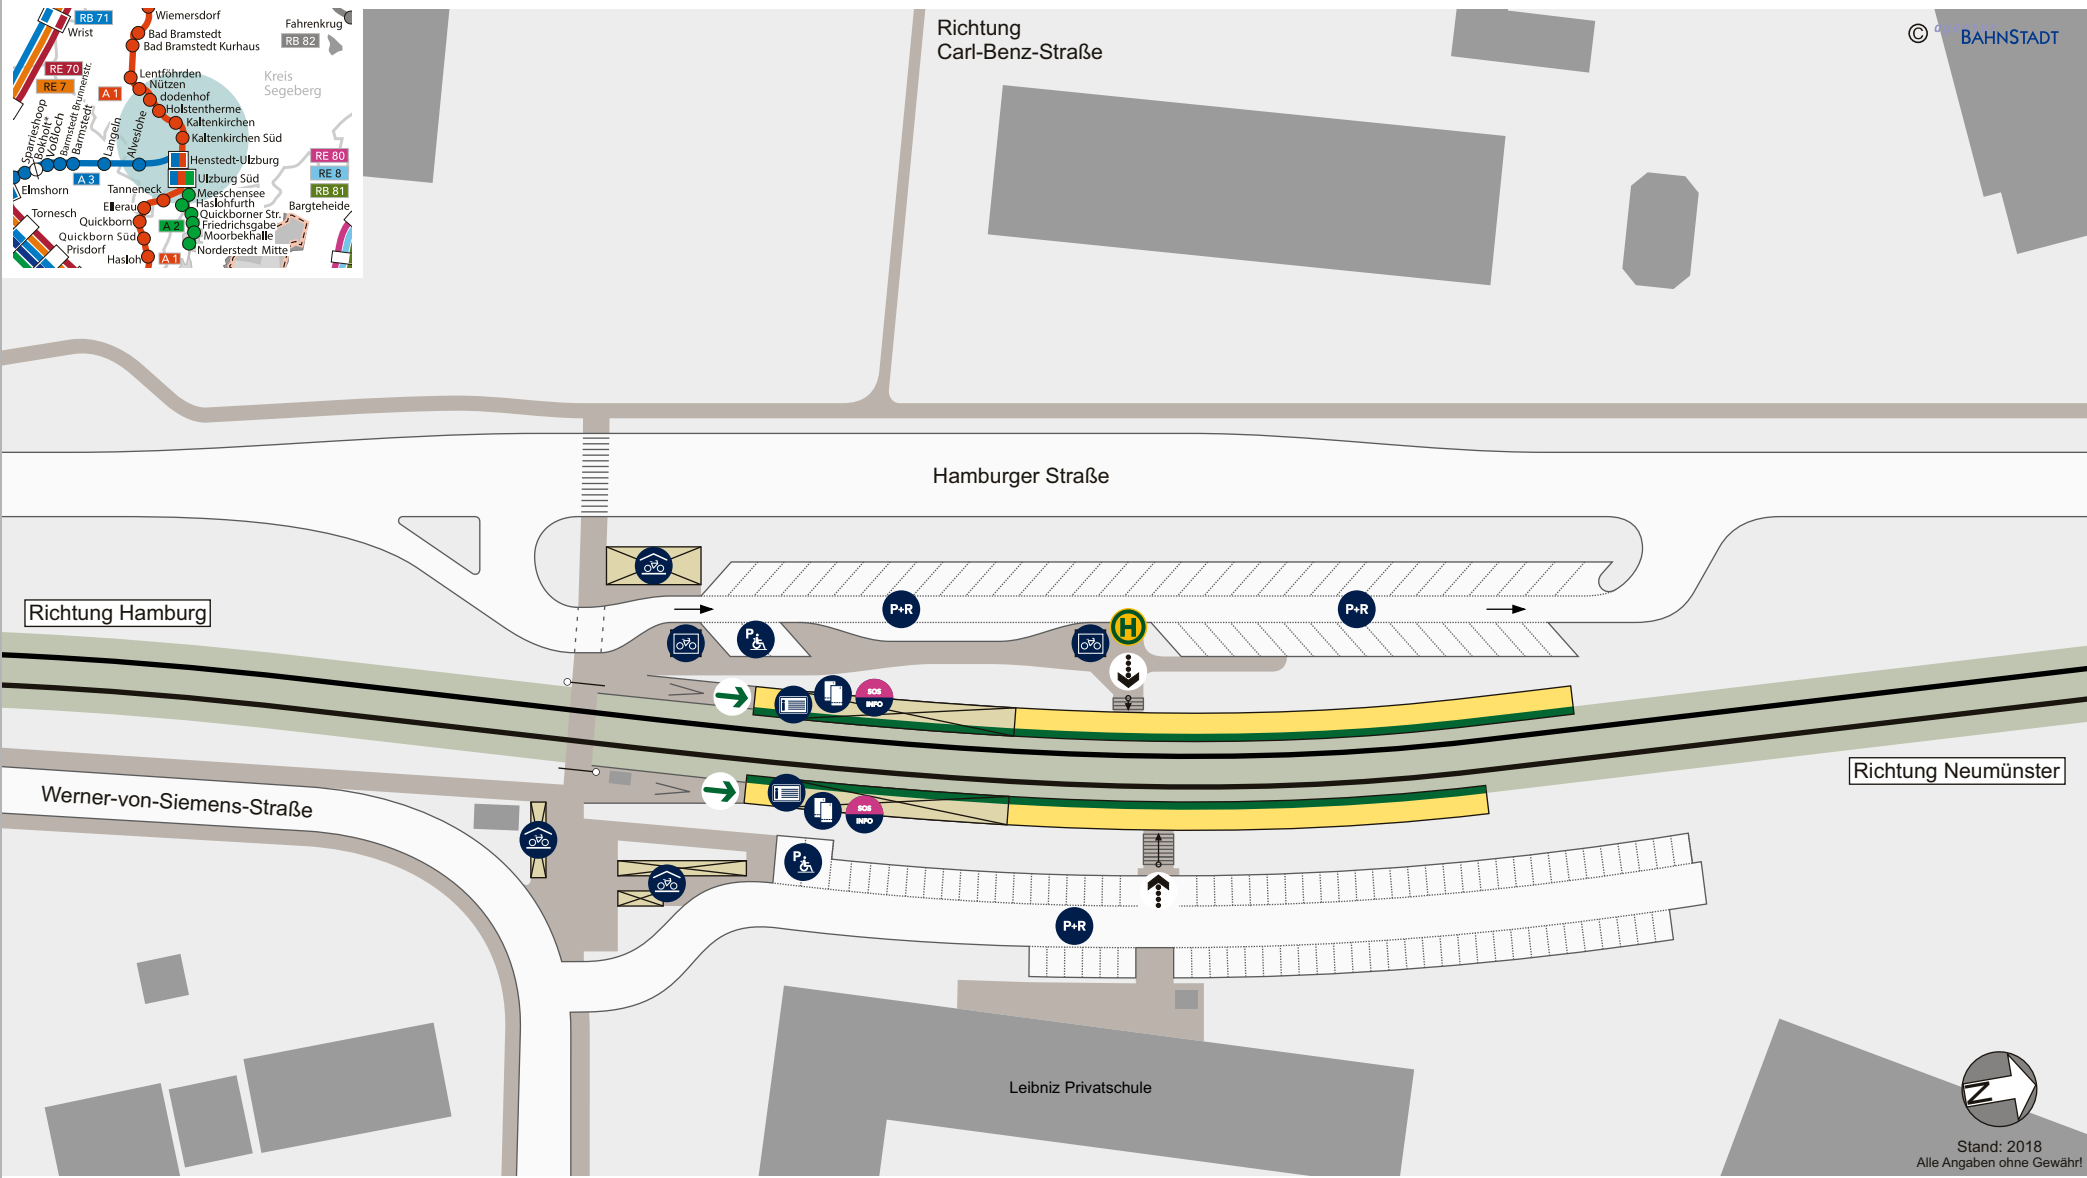 RB 71
Wrist
RE 70
RE 7
Wiemersdorf
Bad Bramstedt
Bad Bramstedt Kurhaus
Lentföhrden
Nützen
dodenhof
Holstentherme
Kaltenkirchen
Kaltenkirchen Süd
A 1
Fahrenkrug
RB 82
Kreis
Segeberg
Sparrieshoop
Bokholt*
Voßloch
Barmstedt Brunnenstr.
Barmstedt
Langeln
Alveslohe
Henstedt-Ulzburg
Ulzburg Süd
RE 80
RE 8
RB 81
Bargteheide
A 3
Elmshorn
Tanneneck
Meeschensee
Haslohfurth
Quickborner Str.
Friedrichsgabe
Moorbekhalle
Norderstedt Mitte
A 2
Ellerau
Quickborn
Quickborn Süd
Hasloh
A 1
Tornesch
Prisdorf
Richtung
Carl-Benz-Straße
© BAHNSTADT
Hamburger Straße
Richtung Hamburg
P+R
P+R
H
P
SOS
INFO
Richtung Neumünster
Werner-von-Siemens-Straße
SOS
INFO
P
P+R
Leibniz Privatschule
N
Stand: 2018
Alle Angaben ohne Gewähr!